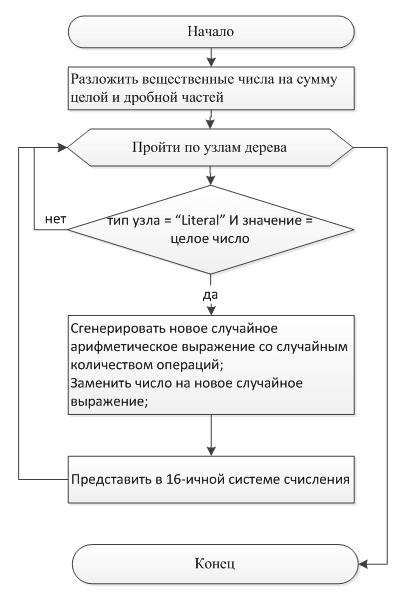 Начало
Разложить вещественные числа на сумму
целой и дробной частей
Пройти по узлам дерева
нет
тип узла = “Literal” И значение =
целое число
да
Сгенерировать новое случайное
арифметическое выражение со случайным
количеством операций;
Заменить число на новое случайное
выражение;
Представить в 16-ичной системе счисления
Конец